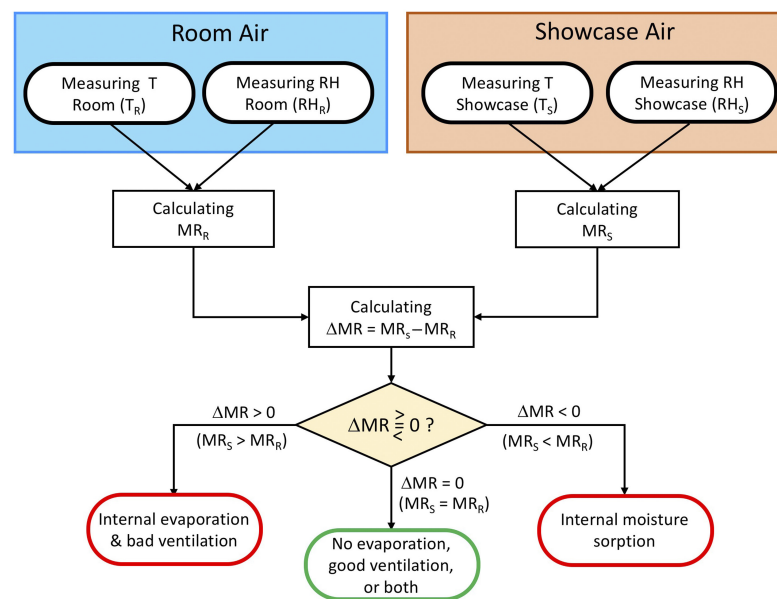 Room Air
Measuring T
Room (T_R)
Measuring RH
Room (RH_R)
Showcase Air
Measuring T
Showcase (T_S)
Measuring RH
Showcase (RH_S)
Calculating
MR_R
Calculating
MR_S
Calculating
ΔMR = MR_s−MR_R
ΔMR > 0
(MR_S > MR_R)
ΔMR >=< 0 ?
ΔMR < 0
(MR_S < MR_R)
ΔMR = 0
(MR_S = MR_R)
Internal evaporation
& bad ventilation
No evaporation,
good ventilation,
or both
Internal moisture
sorption